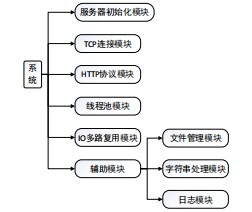 服务器初始化模块
TCP连接模块
HTTP协议模块
系统
线程池模块
IO多路复用模块
文件管理模块
辅助模块
字符串处理模块
日志模块